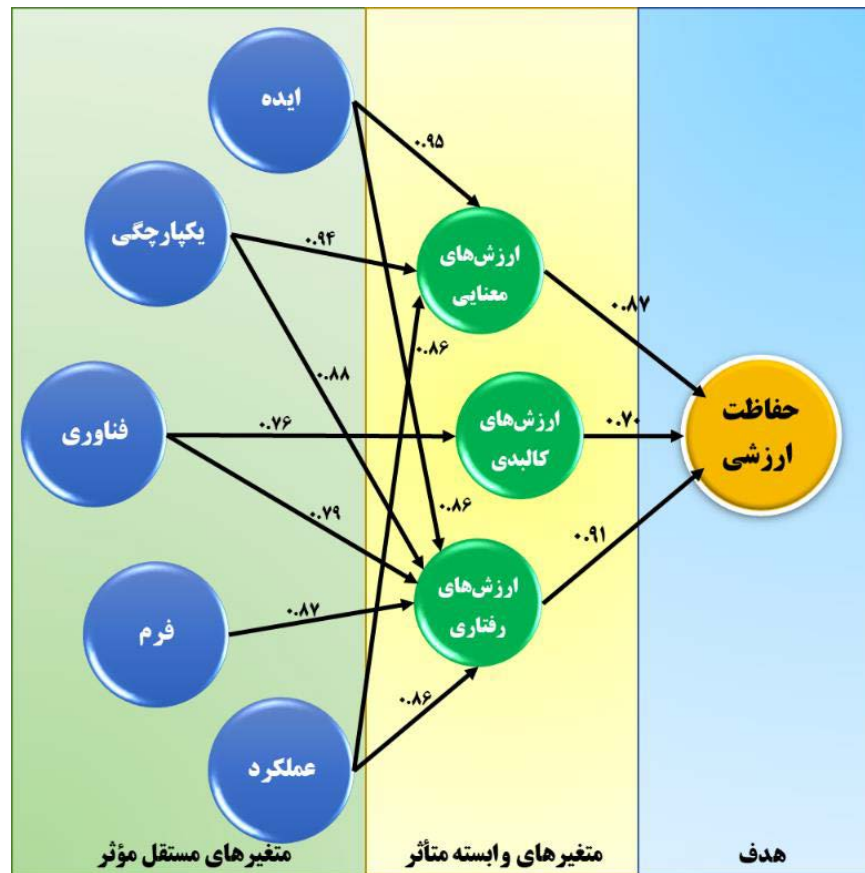 ایده
یکپارچگی
فناوری
فرم
عملکرد
۰.۹۵
۰.۹۴
۰.۸۶
۰.۸۸
۰.۷۶
۰.۸۶
۰.۷۹
۰.۸۷
۰.۸۶
ارزش‌های
معنایی
ارزش‌های
کالبدی
ارزش‌های
رفتاری
۰.۸۷
۰.۷۰
۰.۹۱
حفاظت
ارزشی
متغیرهای مستقل مؤثر
متغیرهای وابسته متأثر
هدف